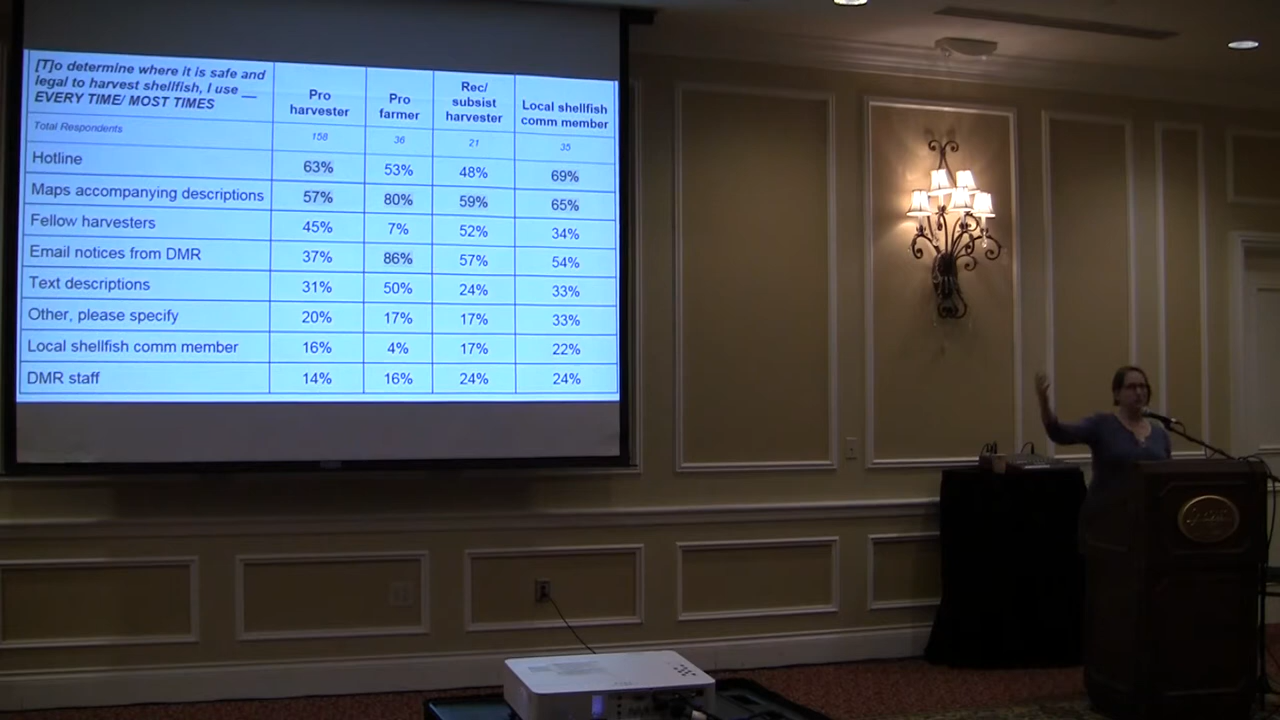 [T]o determine where it is safe and
legal to harvest shellfish, I use __
EVERY TIME/ MOST TIMES
Pro
harvester
Pro
farmer
Rec/
subsist
harvester
Local shellfish
comm member
Total Respondents 158 36 21 35
Hotline 63% 53% 48% 69%
Maps accompanying descriptions 57% 80% 59% 65%
Fellow harvesters 45% 7% 52% 34%
Email notices from DMR 37% 86% 57% 54%
Text descriptions 31% 50% 24% 33%
Other, please specify 20% 17% 17% 33%
Local shellfish comm member 16% 4% 17% 22%
DMR staff 14% 16% 24% 24%